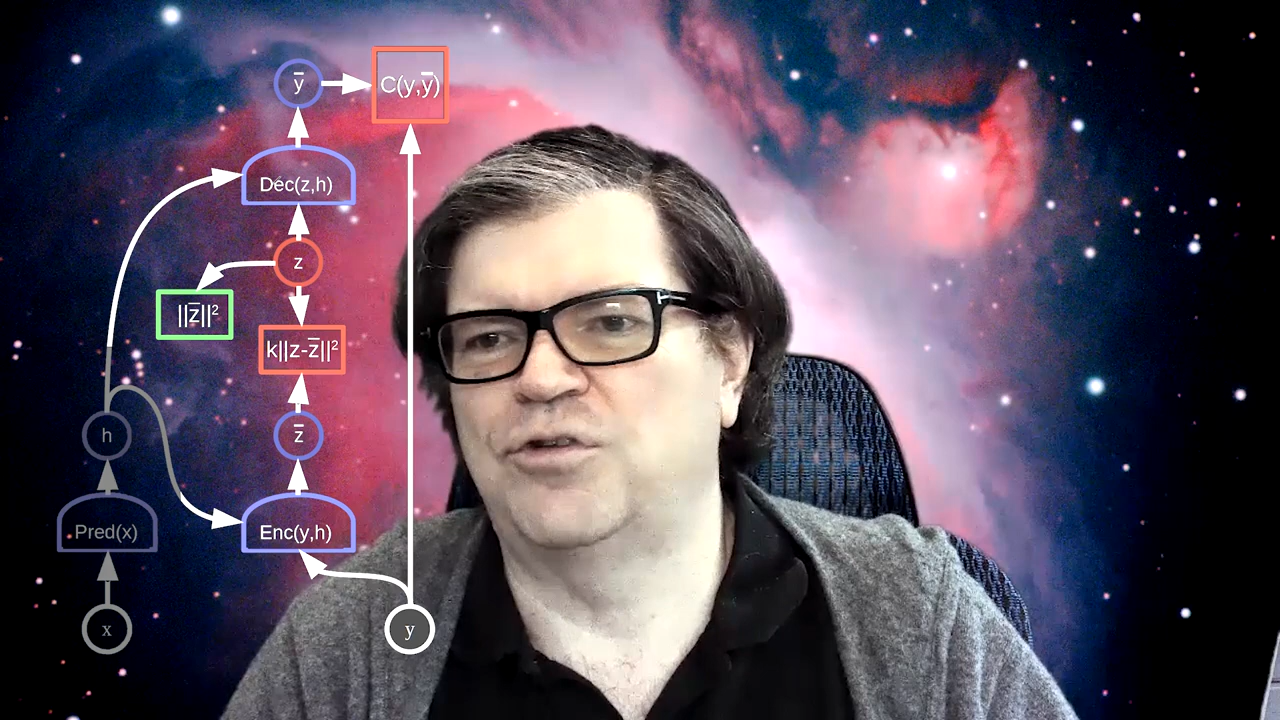 ȳ
C(y,ȳ)
Déc(z,h)
z
||z̄||²
k||z-z̄||²
h
z̄
Pred(x)
Enc(y,h)
x
y